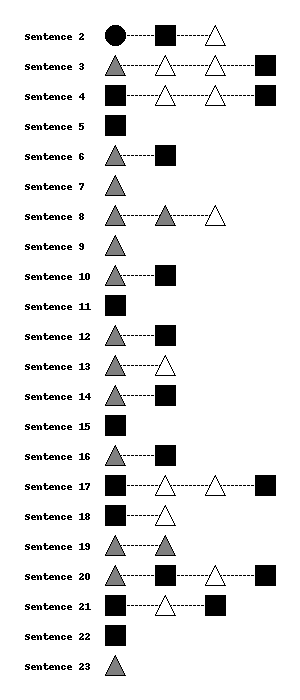 Sentence 2
Sentence 3
Sentence 4
Sentence 5
Sentence 6
Sentence 7
Sentence 8
Sentence 9
Sentence 10
Sentence 11
Sentence 12
Sentence 13
Sentence 14
Sentence 15
Sentence 16
Sentence 17
Sentence 18
Sentence 19
Sentence 20
Sentence 21
Sentence 22
Sentence 23